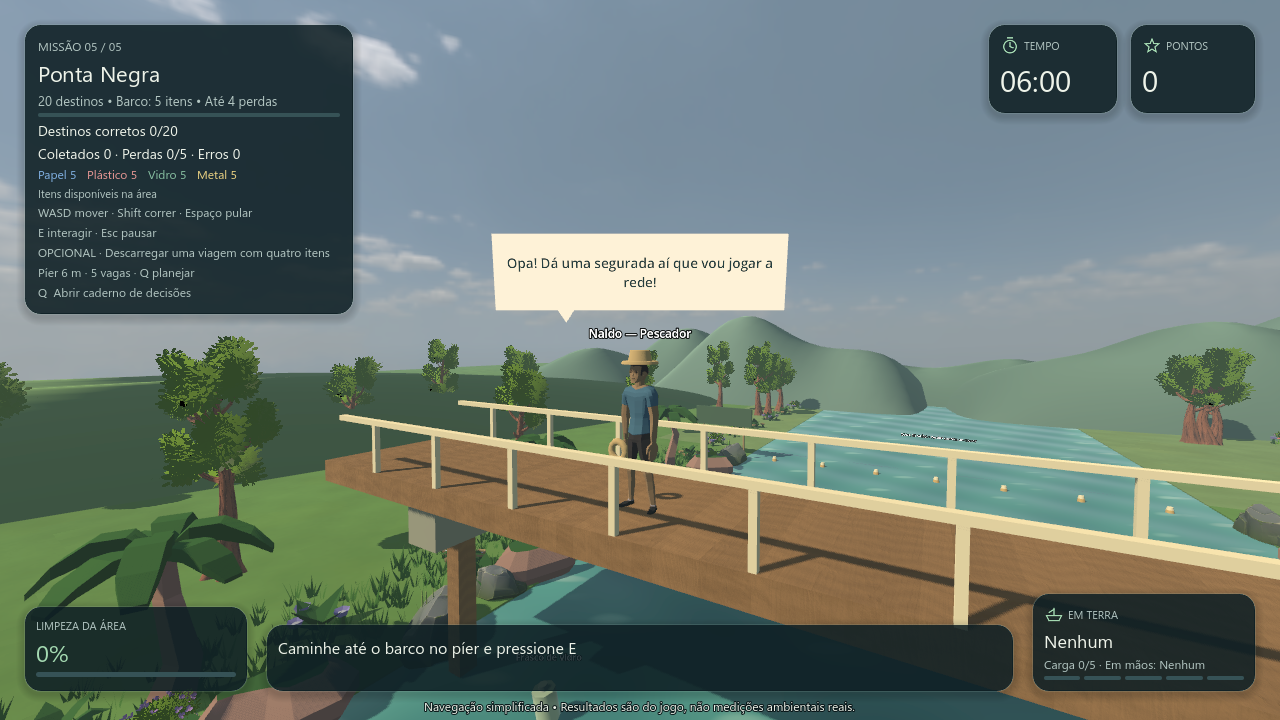 MISSÃO 05 / 05
Ponta Negra
20 destinos • Barco: 5 itens • Até 4 perdas
Destinos corretos 0/20
Coletados 0 · Perdas 0/5 · Erros 0
Papel 5 Plástico 5 Vidro 5 Metal 5
Itens disponíveis na área
WASD mover · Shift correr · Espaço pular
E interagir · Esc pausar
OPCIONAL · Descarregar uma viagem com quatro itens
Píer 6 m · 5 vagas · Q planejar
Q Abrir caderno de decisões
TEMPO
06:00
PONTOS
0
Opa! Dá uma segurada aí que vou jogar a
rede!
Naldo — Pescador
LIMPEZA DA ÁREA
0%
Caminhe até o barco no píer e pressione E
EM TERRA
Nenhum
Carga 0/5 · Em mãos: Nenhum
Navegação simplificada • Resultados são do jogo, não medições ambientais reais.